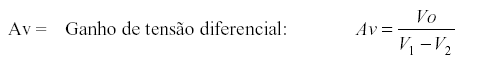 Av = Ganho de tensão diferencial: Av = Vo / (V₁ − V₂)